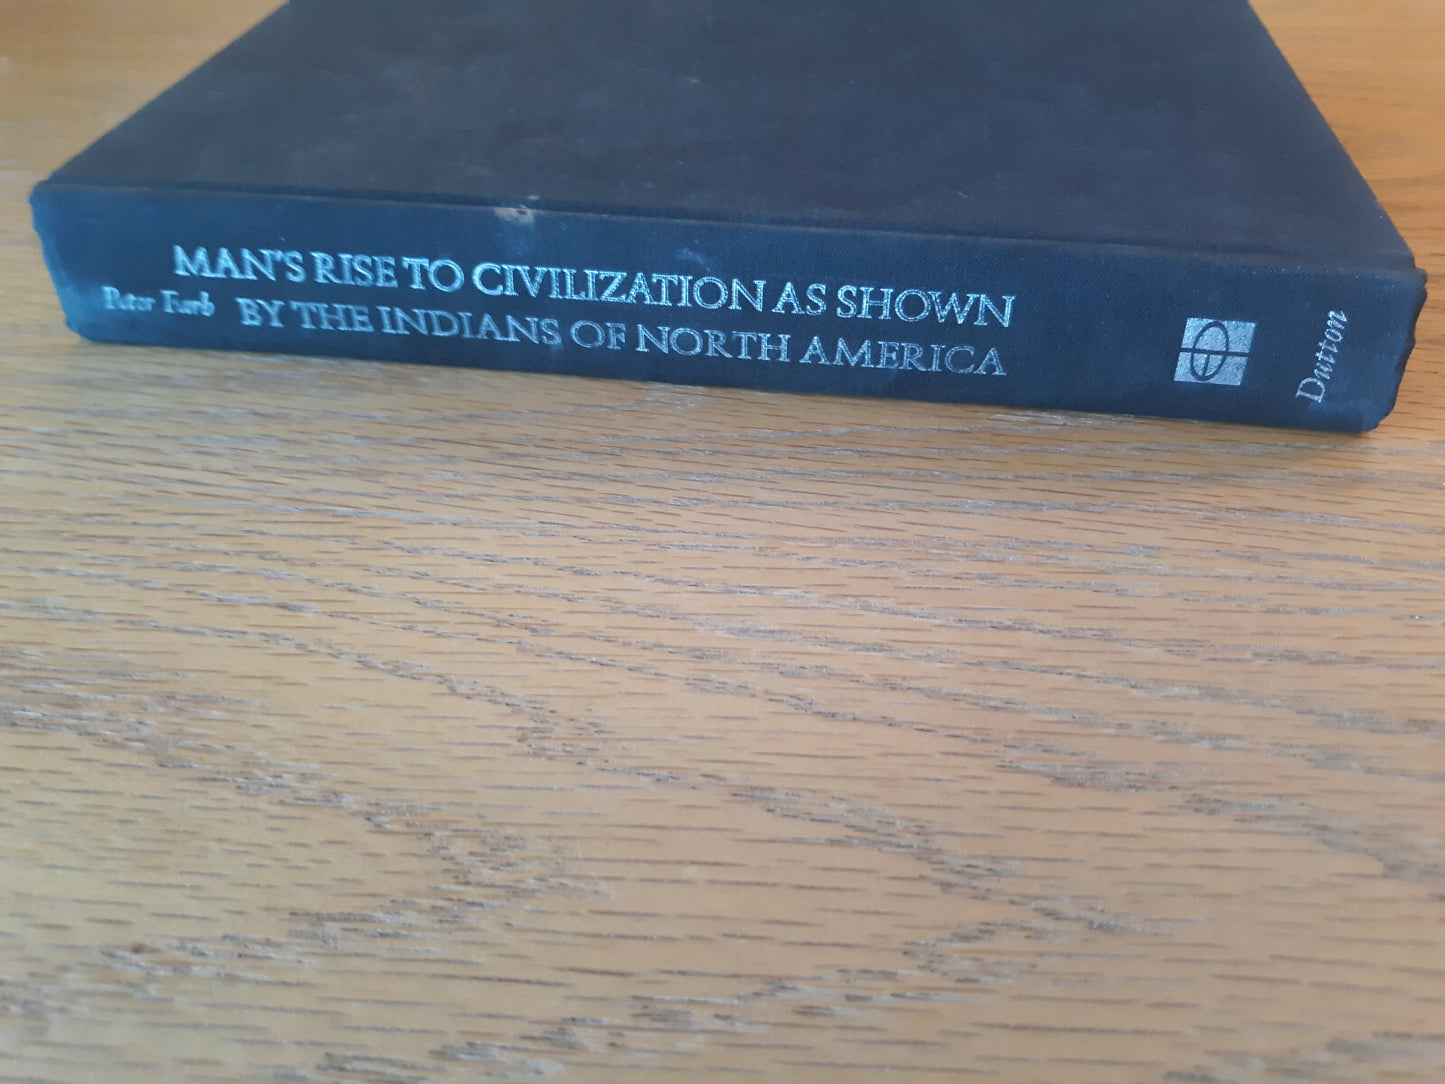 MAN'S RISE TO CIVILIZATION AS SHOWN
Peter Farb BY THE INDIANS OF NORTH AMERICA
Dutton